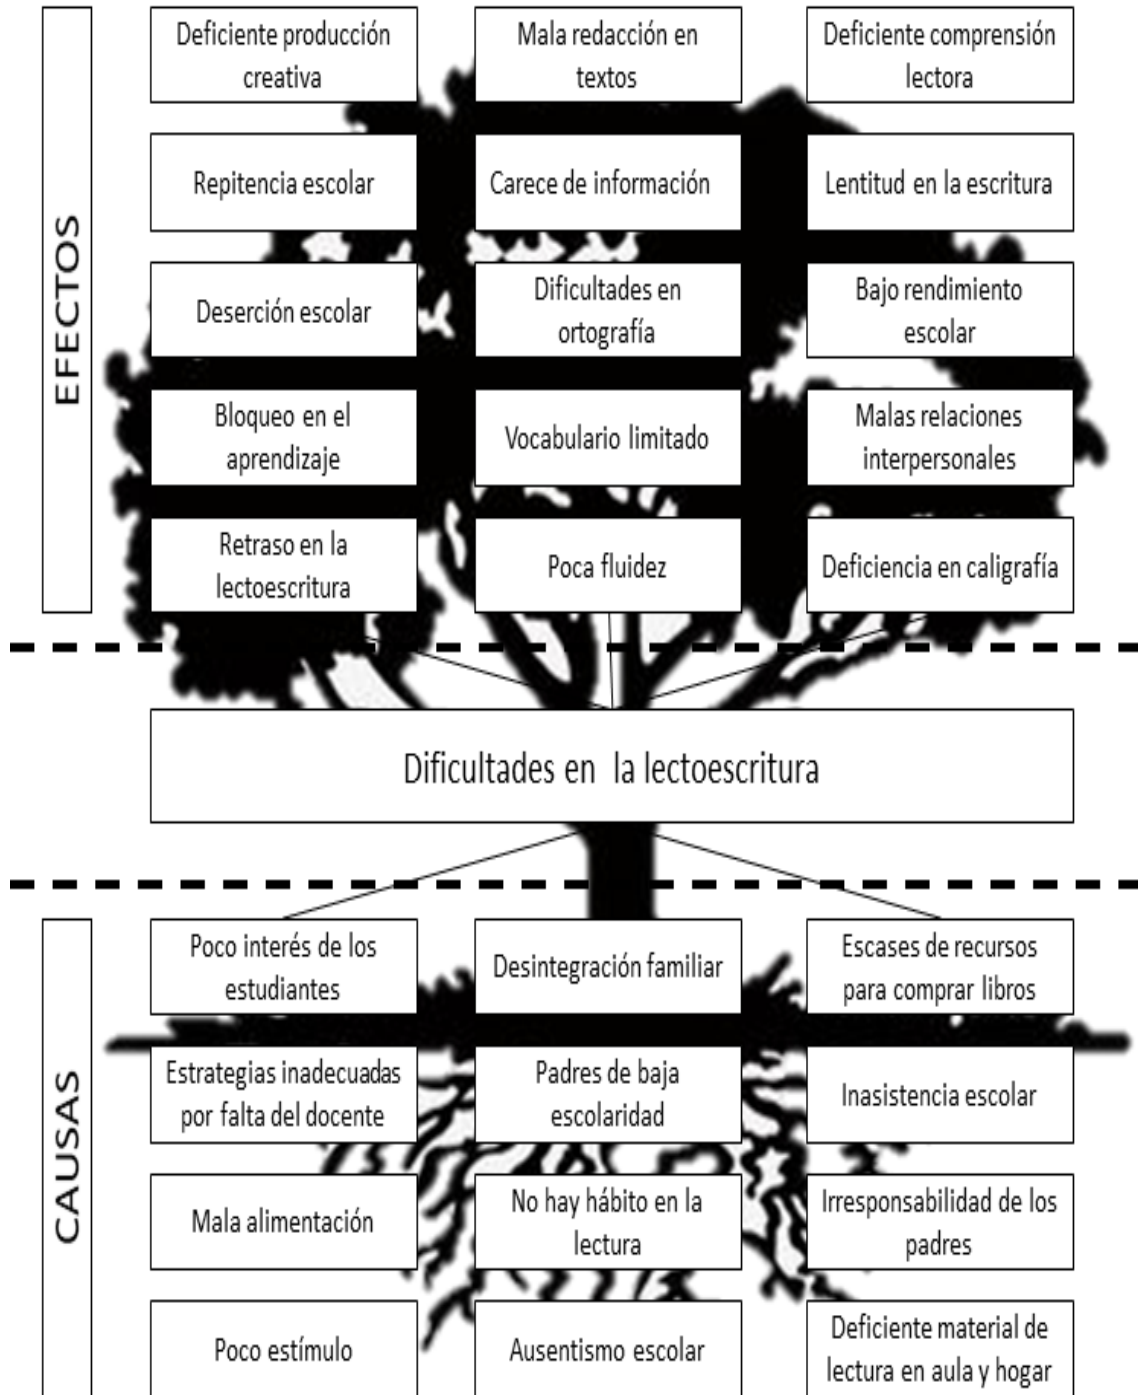 EFECTOS
Deficiente producción
creativa
Mala redacción en
textos
Deficiente comprensión
lectora
Repitencia escolar
Carece de información
Lentitud en la escritura
Deserción escolar
Dificultades en
ortografía
Bajo rendimiento
escolar
Bloqueo en el
aprendizaje
Vocabulario limitado
Malas relaciones
interpersonales
Retraso en la
lectoescritura
Poca fluidez
Deficiencia en caligrafía
Dificultades en la lectoescritura
CAUSAS
Poco interés de los
estudiantes
Desintegración familiar
Escases de recursos
para comprar libros
Estrategias inadecuadas
por falta del docente
Padres de baja
escolaridad
Inasistencia escolar
Mala alimentación
No hay hábito en la
lectura
Irresponsabilidad de los
padres
Poco estímulo
Ausentismo escolar
Deficiente material de
lectura en aula y hogar